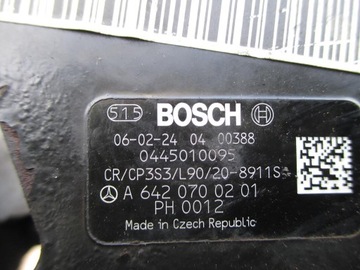 515 BOSCH
06-02-24 04 00388
0445010095
CR/CP3S3/L90/20-8911S
A 642 070 02 01
PH 0012
Made in Czech Republic